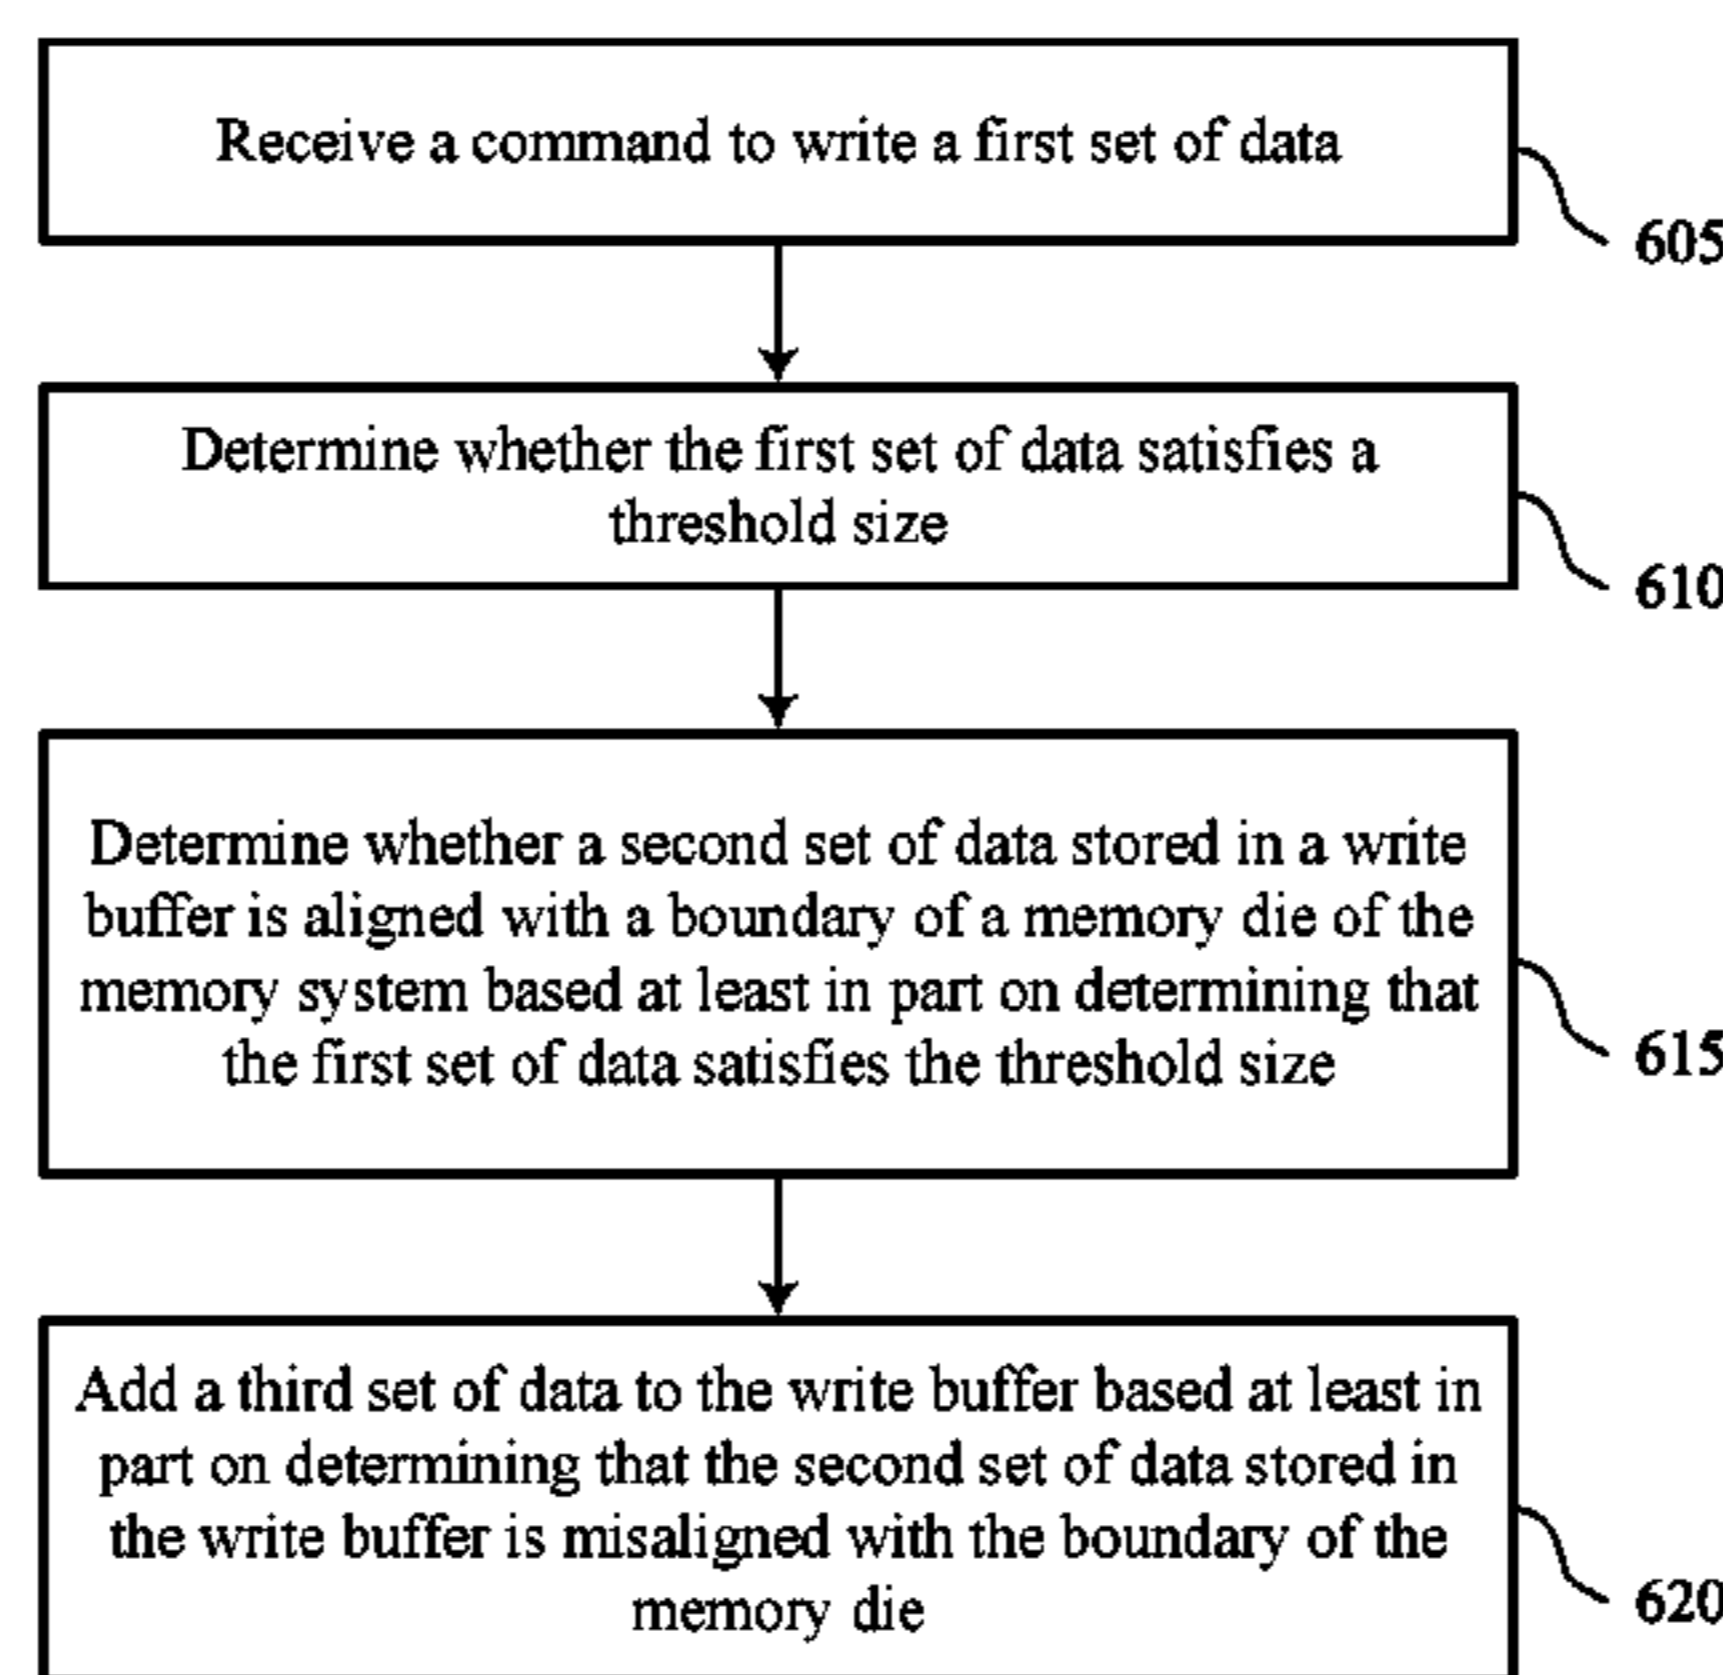 Receive a command to write a first set of data
605
Determine whether the first set of data satisfies a
threshold size
610
Determine whether a second set of data stored in a write
buffer is aligned with a boundary of a memory die of the
memory system based at least in part on determining that
the first set of data satisfies the threshold size
615
Add a third set of data to the write buffer based at least in
part on determining that the second set of data stored in
the write buffer is misaligned with the boundary of the
memory die
620